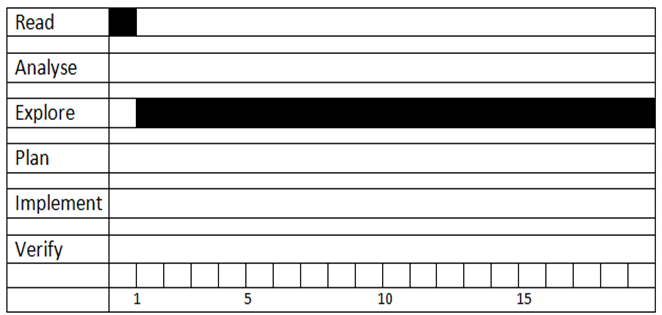 Read
Analyse
Explore
Plan
Implement
Verify
1 5 10 15